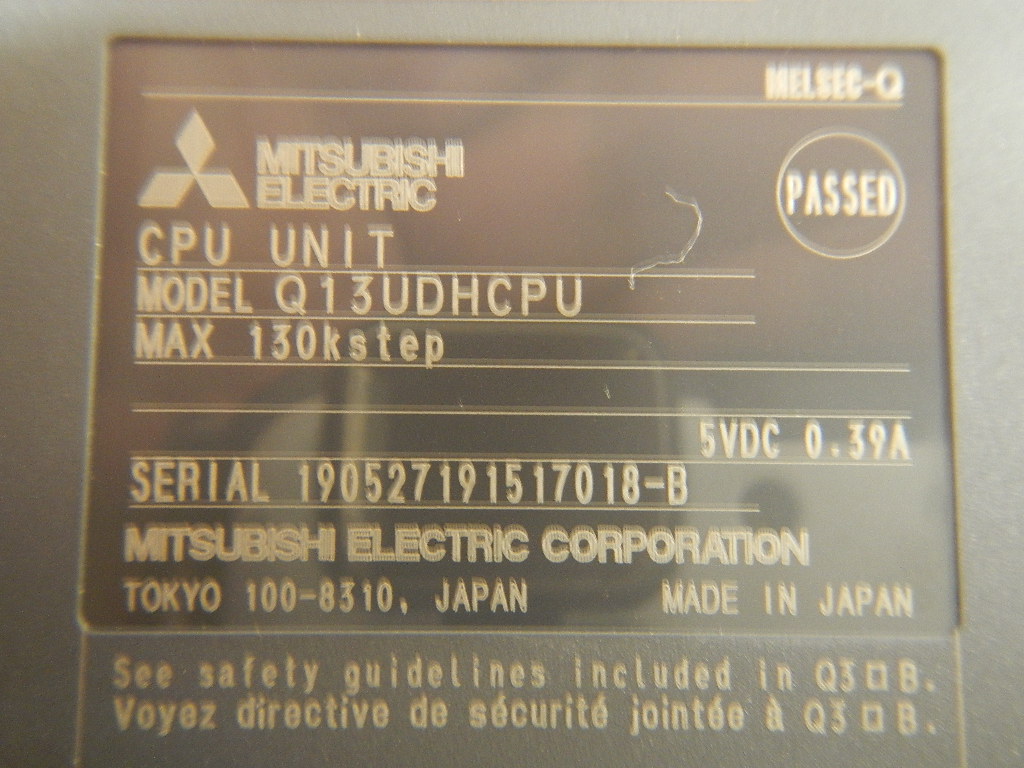 MELSEC-Q
MITSUBISHI
ELECTRIC
PASSED
CPU UNIT
MODEL Q13UDHCPU
MAX 130kstep
5VDC 0.39A
SERIAL 190527191517018-B
MITSUBISHI ELECTRIC CORPORATION
TOKYO 100-8310, JAPAN MADE IN JAPAN
See safety guidelines included in Q3□B.
Voyez directive de sécurité jointée à Q3□B.